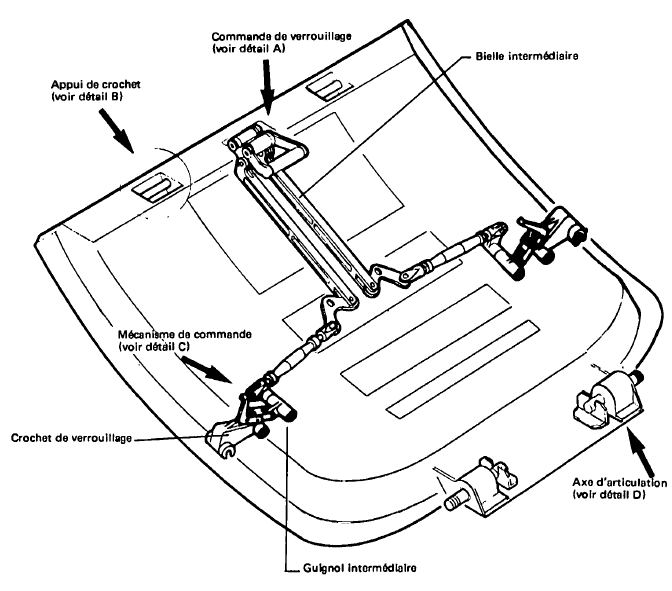 Commande de verrouillage
(voir détail A)
Bielle intermédiaire
Appui de crochet
(voir détail B)
Mécanisme de commande
(voir détail C)
Crochet de verrouillage
Axe d'articulation
(voir détail D)
Guignol intermédiaire